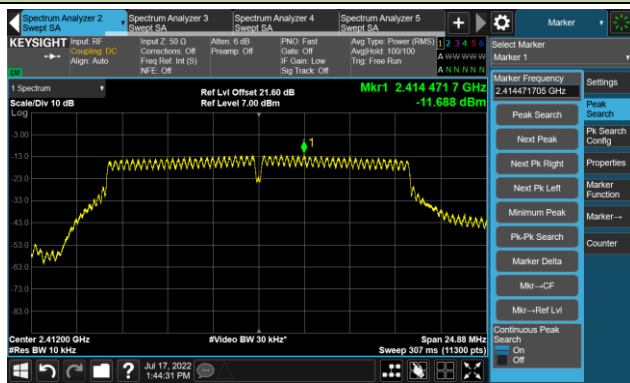 Spectrum Analyzer 2
Swept SA
Spectrum Analyzer 3
Swept SA
Spectrum Analyzer 4
Swept SA
Spectrum Analyzer 5
Swept SA
+
Marker
KEYSIGHT
Input: RF
Coupling: DC
Align: Auto
Input Z: 50 Ω
Corrections: Off
Freq Ref: Int (S)
NFE: Off
Atten: 6 dB
Preamp: Off
PNO: Fast
Gate: Off
IF Gain: Low
Sig Track: Off
Avg Type: Power (RMS)
Avg|Hold: 100/100
Trig: Free Run
1 2 3 4 5 6
A W W W W W
A N N N N N
LW
Select Marker
Marker 1
1 Spectrum
Scale/Div 10 dB
Log
Ref Lvl Offset 21.60 dB
Ref Level 7.00 dBm
Mkr1 2.414 471 7 GHz
-11.688 dBm
1
-3.00
-13.0
-23.0
-33.0
-43.0
-53.0
-63.0
-73.0
-83.0
Center 2.41200 GHz
#Res BW 10 kHz
#Video BW 30 kHz*
Span 24.88 MHz
Sweep 307 ms (11300 pts)
Marker Frequency
2.414471705 GHz
Peak Search
Next Peak
Next Pk Right
Next Pk Left
Minimum Peak
Pk-Pk Search
Marker Delta
Mkr→CF
Mkr→Ref Lvl
Continuous Peak
Search
On
Off
Settings
Peak
Search
Pk Search
Config
Properties
Marker
Function
Marker→
Counter
?
Jul 17, 2022
1:44:31 PM